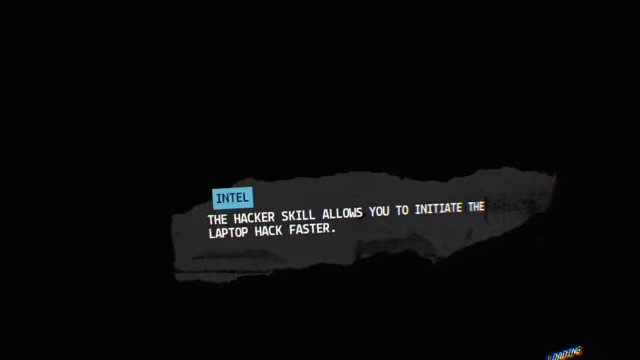 INTEL
THE HACKER SKILL ALLOWS YOU TO INITIATE THE
LAPTOP HACK FASTER.
LOADING